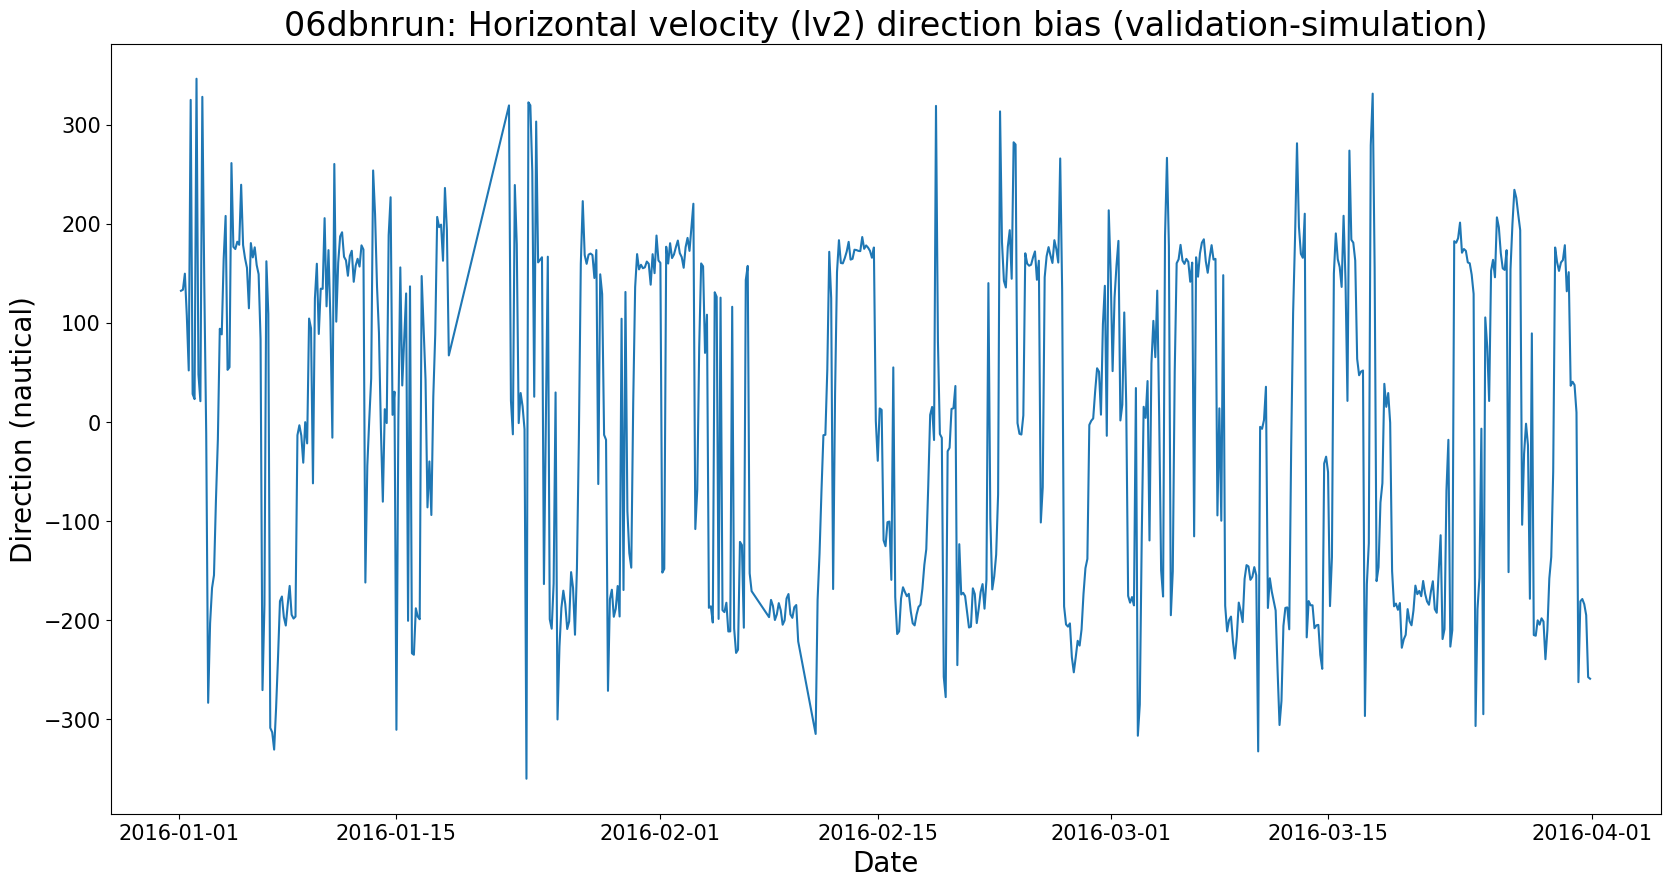 06dbnrun: Horizontal velocity (lv2) direction bias (validation-simulation)
Direction (nautical)
300
200
100
0
−100
−200
−300
2016-01-01 2016-01-15 2016-02-01 2016-02-15 2016-03-01 2016-03-15 2016-04-01
Date